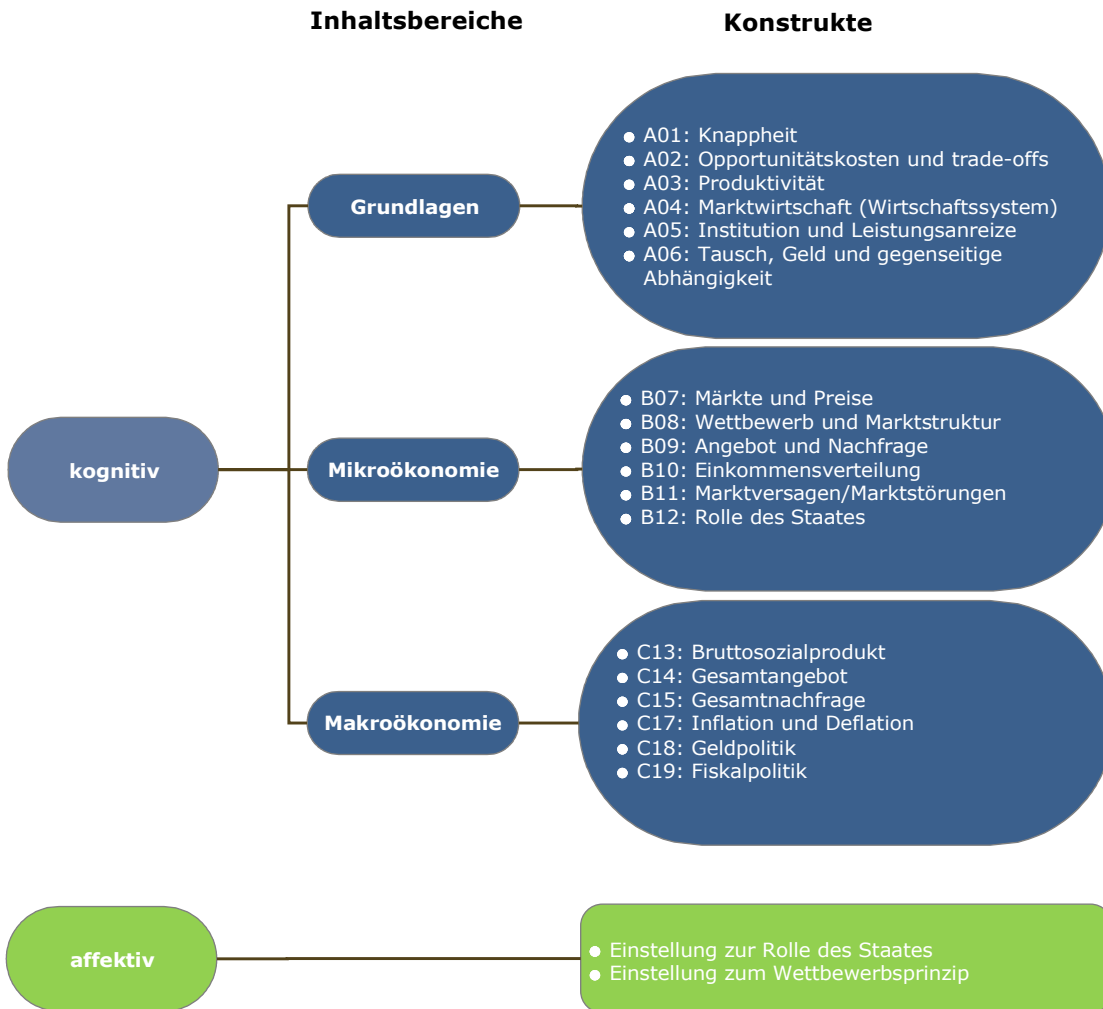 Inhaltsbereiche
Konstrukte
kognitiv
Grundlagen
● A01: Knappheit
● A02: Opportunitätskosten und trade-offs
● A03: Produktivität
● A04: Marktwirtschaft (Wirtschaftssystem)
● A05: Institution und Leistungsanreize
● A06: Tausch, Geld und gegenseitige
Abhängigkeit
Mikroökonomie
● B07: Märkte und Preise
● B08: Wettbewerb und Marktstruktur
● B09: Angebot und Nachfrage
● B10: Einkommensverteilung
● B11: Marktversagen/Marktstörungen
● B12: Rolle des Staates
Makroökonomie
● C13: Bruttosozialprodukt
● C14: Gesamtangebot
● C15: Gesamtnachfrage
● C17: Inflation und Deflation
● C18: Geldpolitik
● C19: Fiskalpolitik
affektiv
● Einstellung zur Rolle des Staates
● Einstellung zum Wettbewerbsprinzip